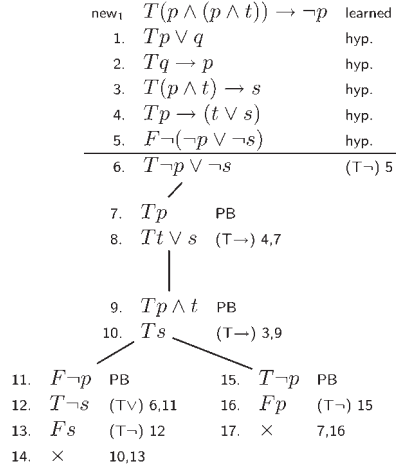 new₁ T(p ∧ (p ∧ t)) → ¬p learned
1. Tp ∨ q hyp.
2. Tq → p hyp.
3. T(p ∧ t) → s hyp.
4. Tp → (t ∨ s) hyp.
5. F¬(¬p ∨ ¬s) hyp.
6. T¬p ∨ ¬s (T¬) 5
7. Tp PB
8. Tt ∨ s (T→) 4,7
9. Tp ∧ t PB
10. Ts (T→) 3,9
11. F¬p PB 15. T¬p PB
12. T¬s (T∨) 6,11 16. Fp (T¬) 15
13. Fs (T¬) 12 17. × 7,16
14. × 10,13